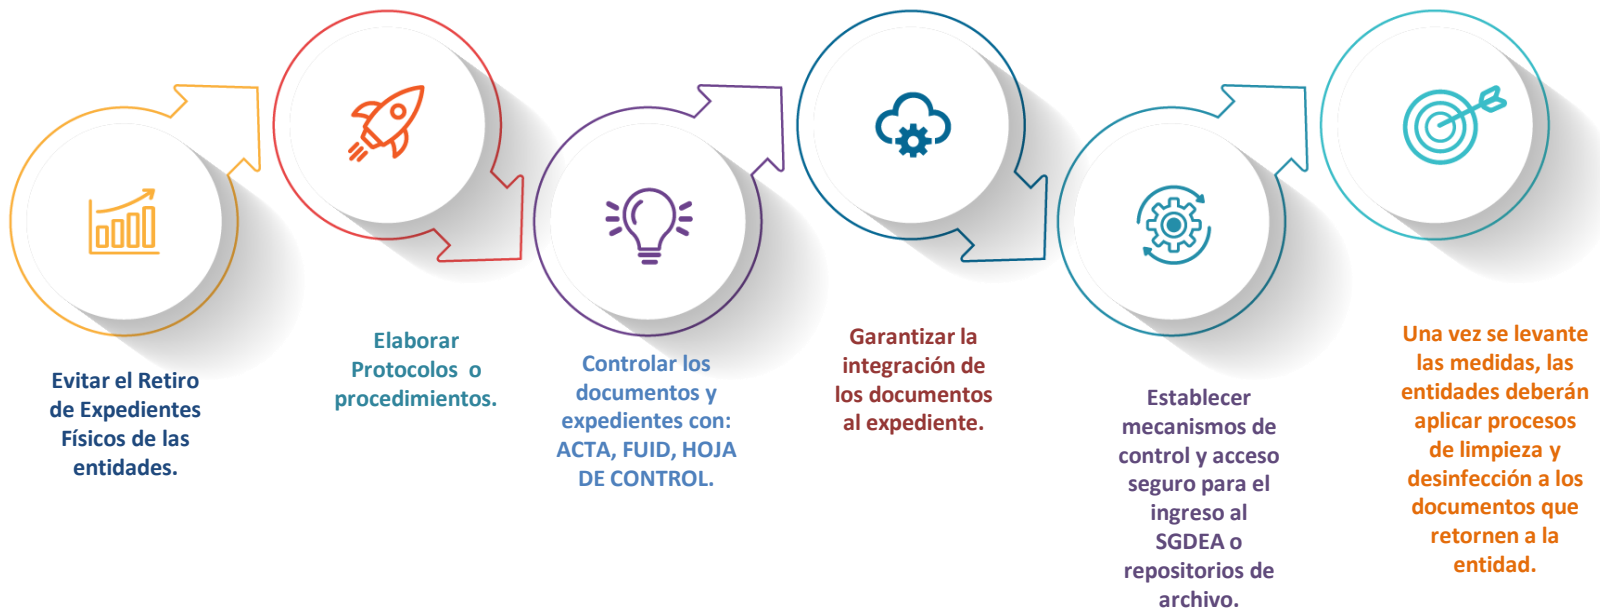 Evitar el Retiro
de Expedientes
Físicos de las
entidades.
Elaborar
Protocolos o
procedimientos.
Controlar los
documentos y
expedientes con:
ACTA, FUID, HOJA
DE CONTROL.
Garantizar la
integración de
los documentos
al expediente.
Establecer
mecanismos de
control y acceso
seguro para el
ingreso al
SGDEA o
repositorios de
archivo.
Una vez se levante
las medidas, las
entidades deberán
aplicar procesos
de limpieza y
desinfección a los
documentos que
retornen a la
entidad.